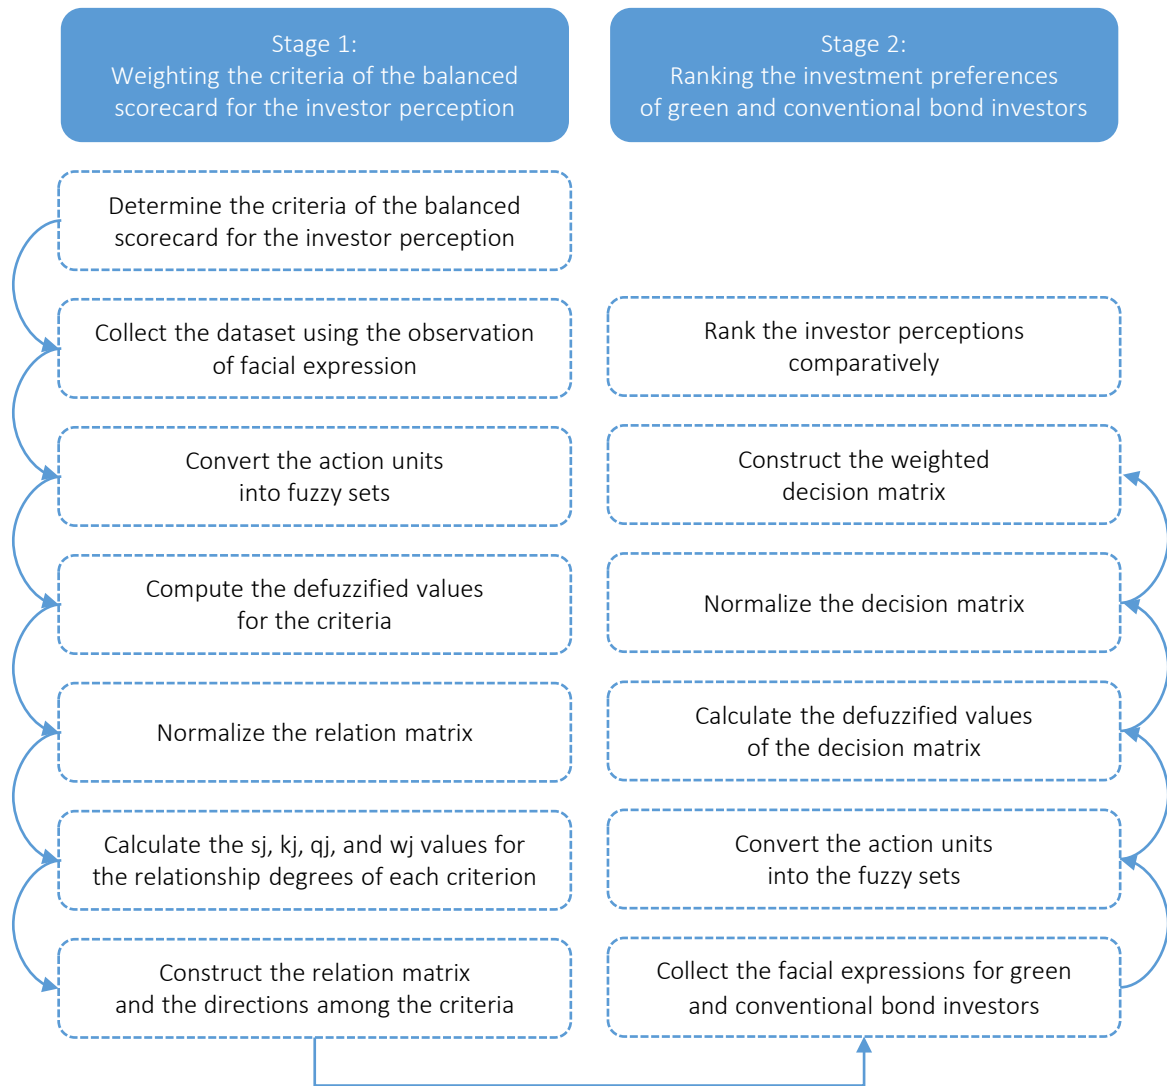 Stage 1:
Weighting the criteria of the balanced
scorecard for the investor perception
Determine the criteria of the balanced
scorecard for the investor perception
Collect the dataset using the observation
of facial expression
Convert the action units
into fuzzy sets
Compute the defuzzified values
for the criteria
Normalize the relation matrix
Calculate the sj, kj, qj, and wj values for
the relationship degrees of each criterion
Construct the relation matrix
and the directions among the criteria
Stage 2:
Ranking the investment preferences
of green and conventional bond investors
Rank the investor perceptions
comparatively
Construct the weighted
decision matrix
Normalize the decision matrix
Calculate the defuzzified values
of the decision matrix
Convert the action units
into the fuzzy sets
Collect the facial expressions for green
and conventional bond investors